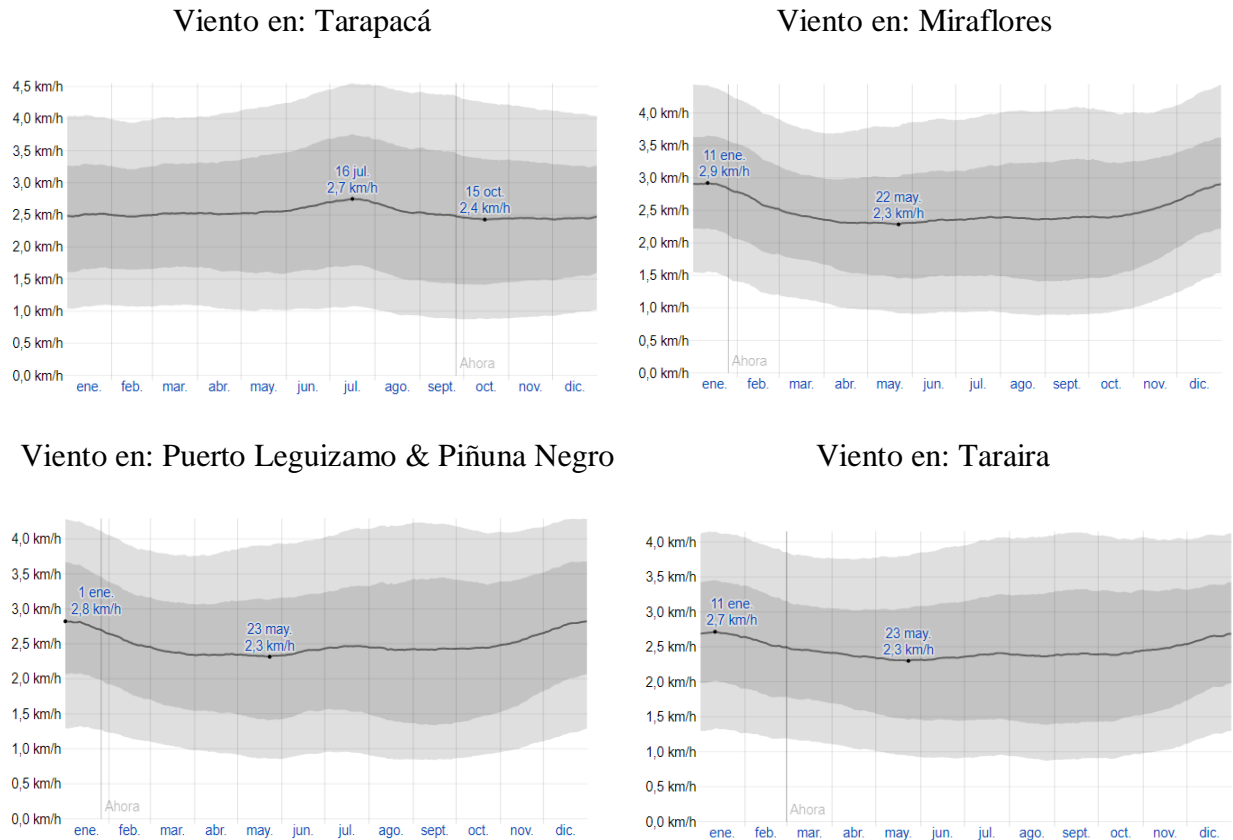 Viento en: Tarapacá
4,5 km/h
4,0 km/h
3,5 km/h
3,0 km/h
2,5 km/h
2,0 km/h
1,5 km/h
1,0 km/h
0,5 km/h
0,0 km/h
16 jul.
2,7 km/h
15 oct.
2,4 km/h
Ahora
ene. feb. mar. abr. may. jun. jul. ago. sept. oct. nov. dic.
Viento en: Miraflores
4,0 km/h
3,5 km/h
3,0 km/h
2,5 km/h
2,0 km/h
1,5 km/h
1,0 km/h
0,5 km/h
0,0 km/h
11 ene.
2,9 km/h
22 may.
2,3 km/h
Ahora
ene. feb. mar. abr. may. jun. jul. ago. sept. oct. nov. dic.
Viento en: Puerto Leguizamo & Piñuna Negro
4,0 km/h
3,5 km/h
3,0 km/h
2,5 km/h
2,0 km/h
1,5 km/h
1,0 km/h
0,5 km/h
0,0 km/h
1 ene.
2,8 km/h
23 may.
2,3 km/h
Ahora
ene. feb. mar. abr. may. jun. jul. ago. sept. oct. nov. dic.
Viento en: Taraira
4,0 km/h
3,5 km/h
3,0 km/h
2,5 km/h
2,0 km/h
1,5 km/h
1,0 km/h
0,5 km/h
0,0 km/h
11 ene.
2,7 km/h
23 may.
2,3 km/h
Ahora
ene. feb. mar. abr. may. jun. jul. ago. sept. oct. nov. dic.